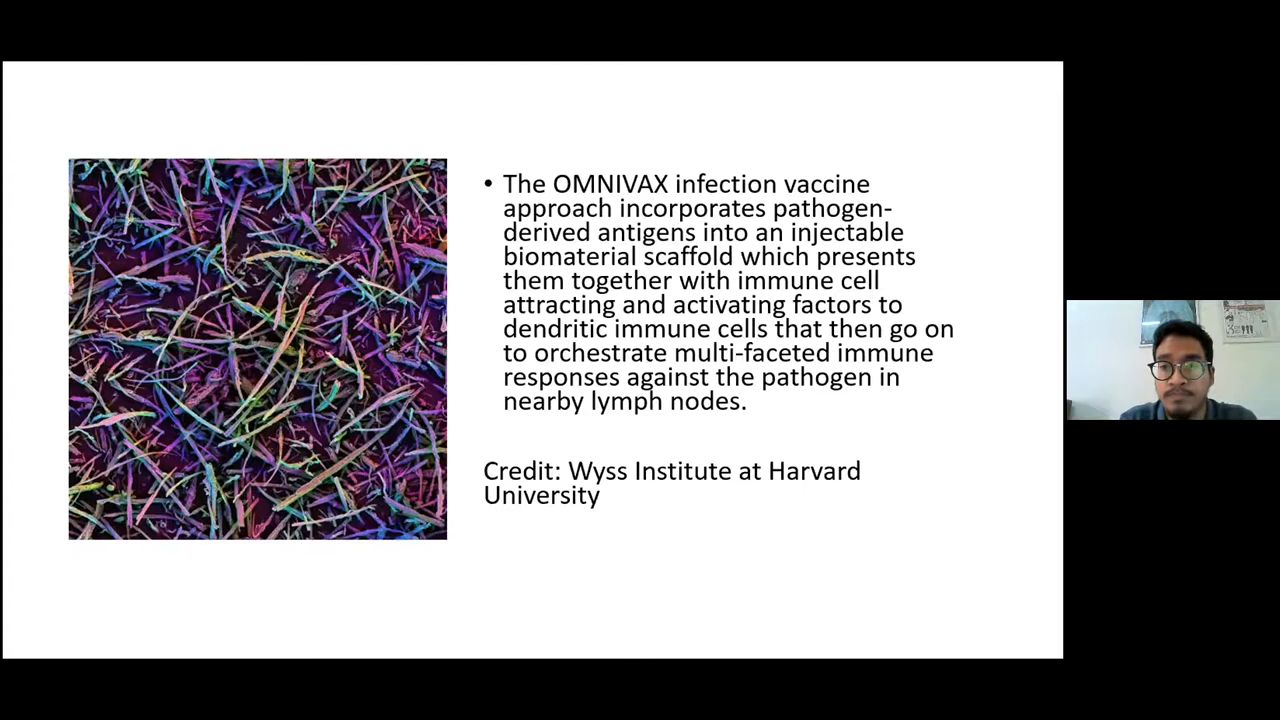 • The OMNIVAX infection vaccine
approach incorporates pathogen-
derived antigens into an injectable
biomaterial scaffold which presents
them together with immune cell
attracting and activating factors to
dendritic immune cells that then go on
to orchestrate multi-faceted immune
responses against the pathogen in
nearby lymph nodes.
Credit: Wyss Institute at Harvard
University